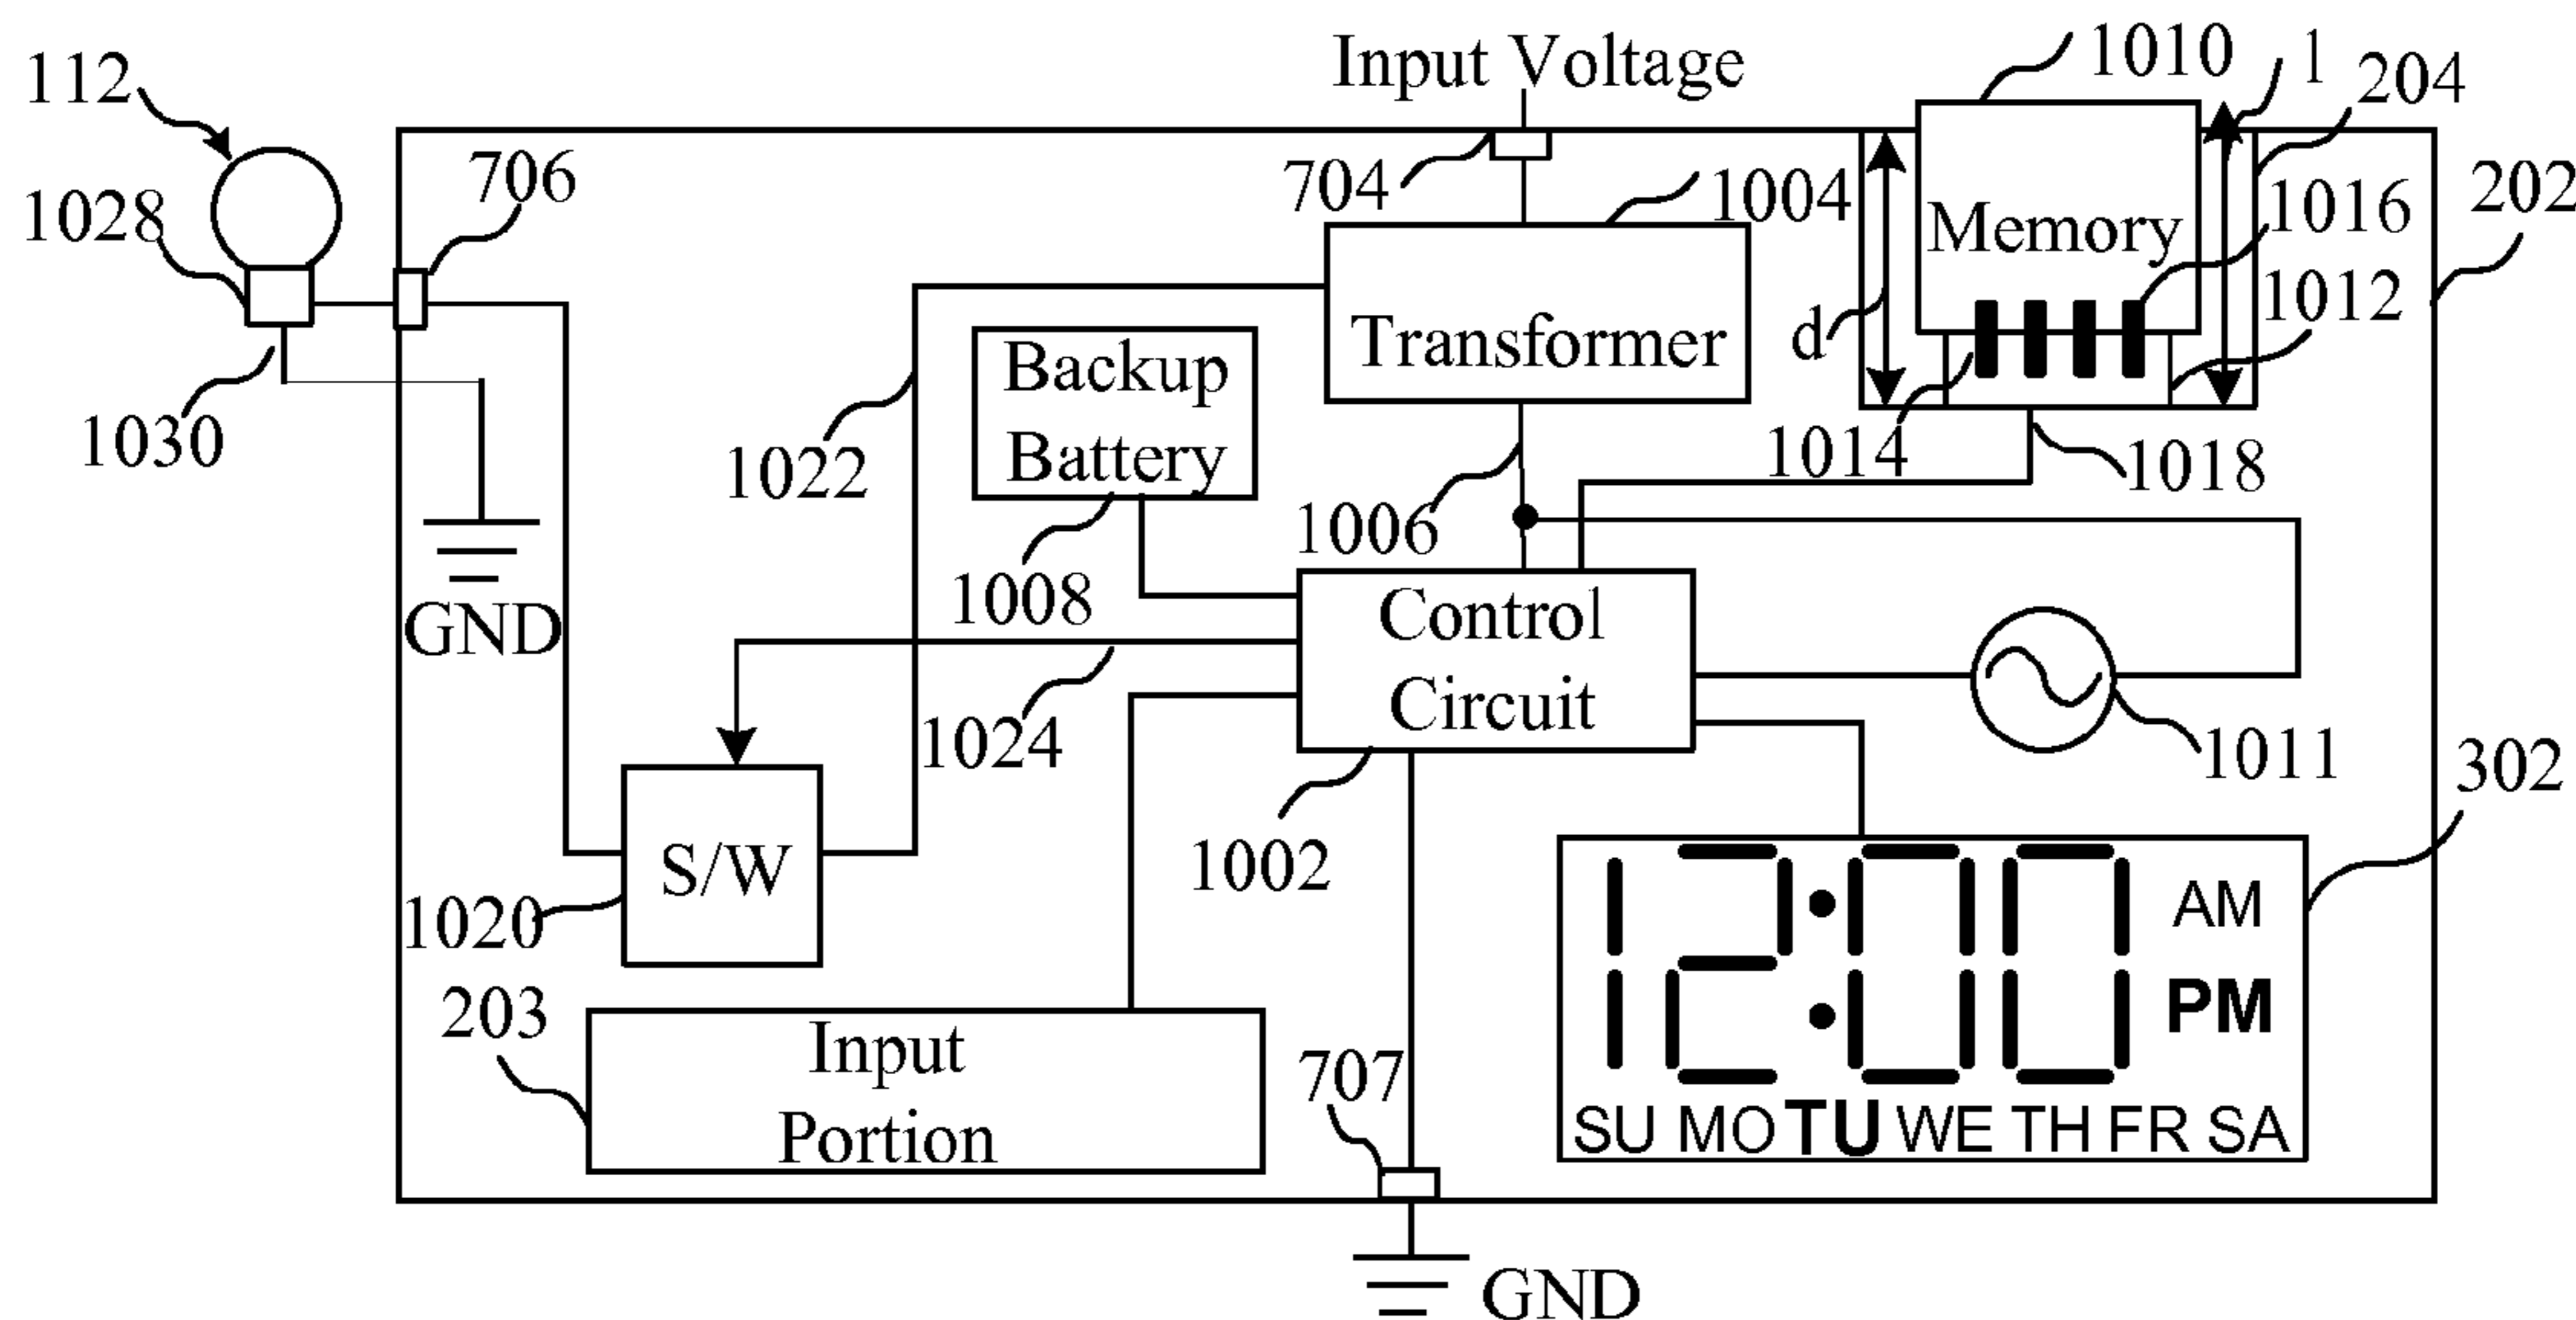 Input Voltage
1010
l
204
112
706
704
1004
202
1028
Memory
1016
1012
d
Transformer
Backup
Battery
1030
1022
1014
1018
1006
1008
GND
Control
Circuit
1024
1011
302
1002
S/W
1020
12:00
AM
PM
SU MO TU WE TH FR SA
203
Input
Portion
707
GND